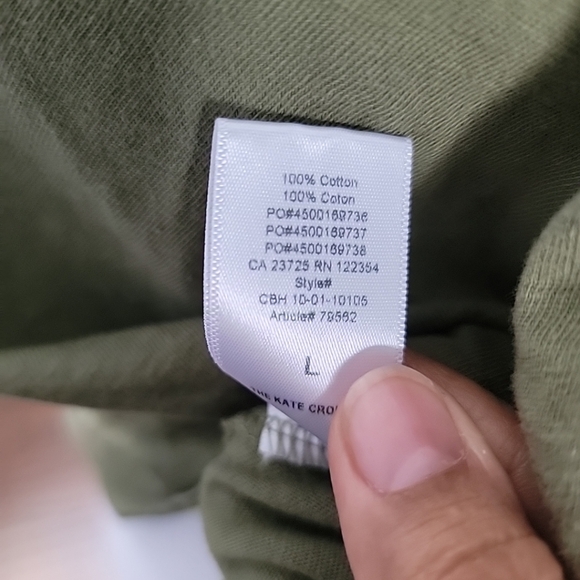 100% Cotton
100% Coton
PO#4500169736
PO#4500169737
PO#4500169738
CA 23725 RN 122354
Style#
CBH 10-01-10105
Article# 79562
L
THE KATE